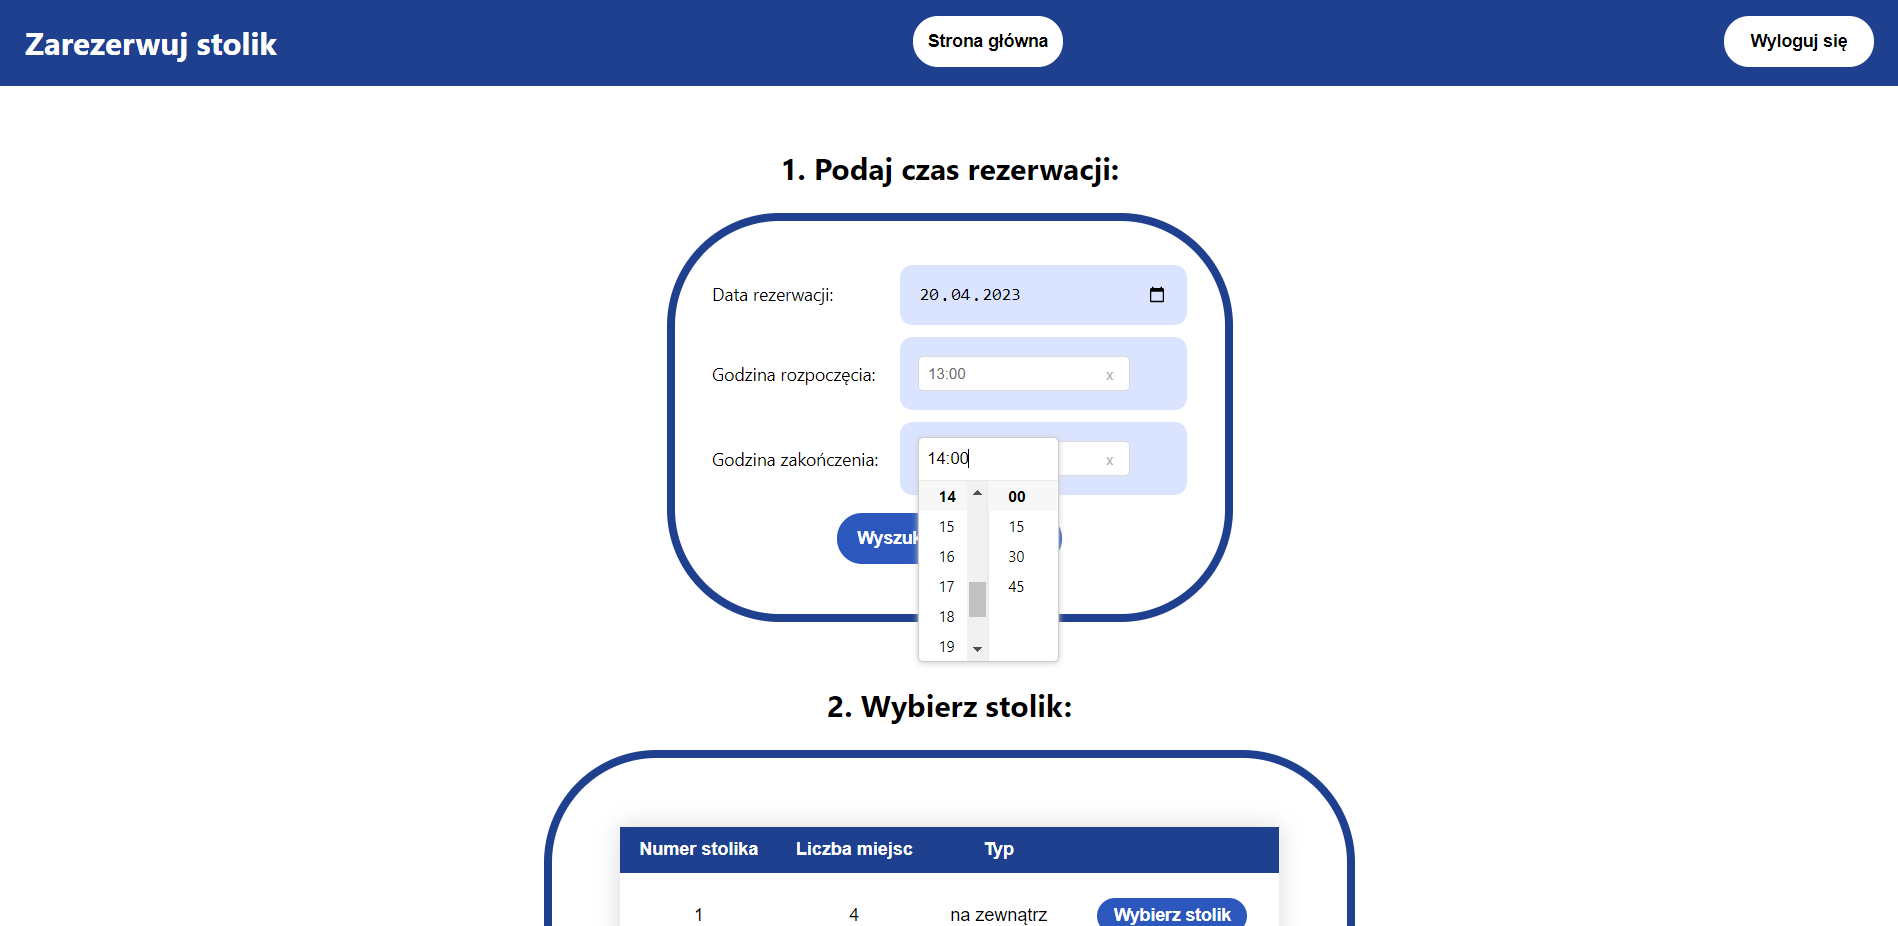 Zarezerwuj stolik
Strona główna
Wyloguj się
1. Podaj czas rezerwacji:
Data rezerwacji:
20.04.2023
Godzina rozpoczęcia:
13:00 x
Godzina zakończenia:
14:00 x
14 00
15 15
16 30
17 45
18
19
2. Wybierz stolik:
Numer stolika Liczba miejsc Typ
1 4 na zewnątrz Wybierz stolik